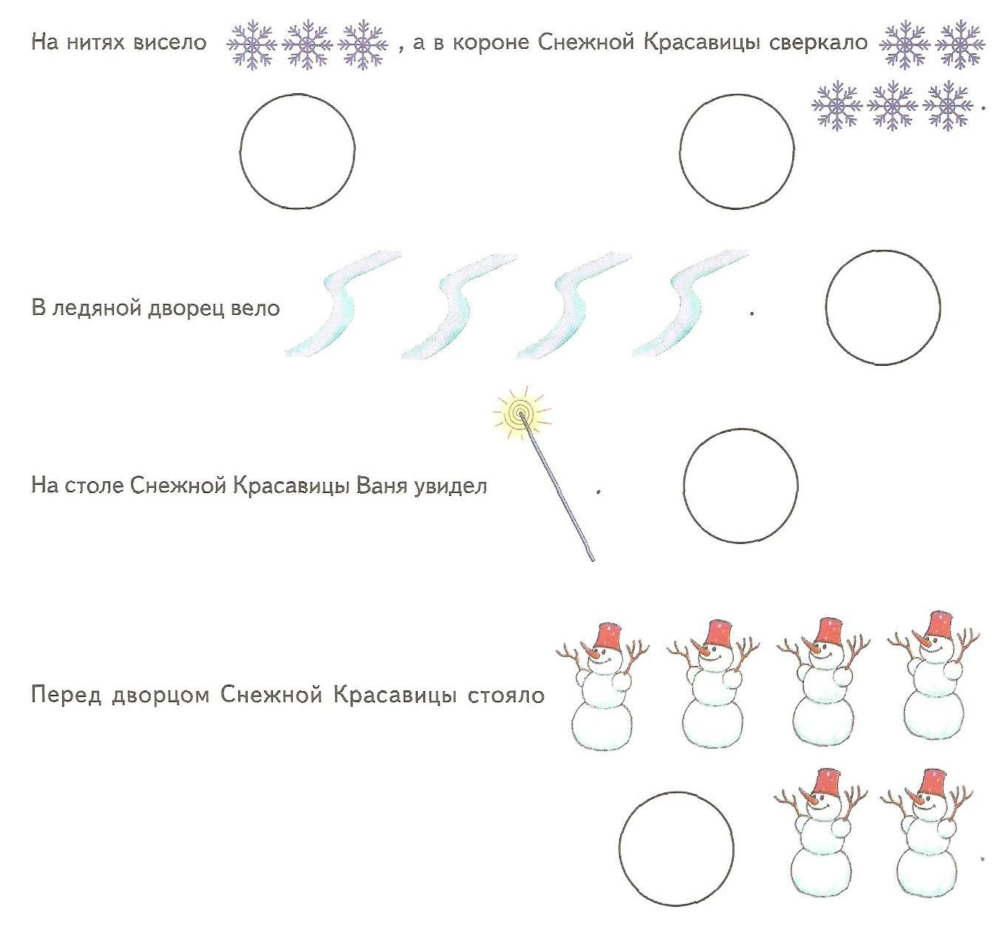 На нитях висело , а в короне Снежной Красавицы сверкало
.
В ледяной дворец вело .
На столе Снежной Красавицы Ваня увидел .
Перед дворцом Снежной Красавицы стояло
.